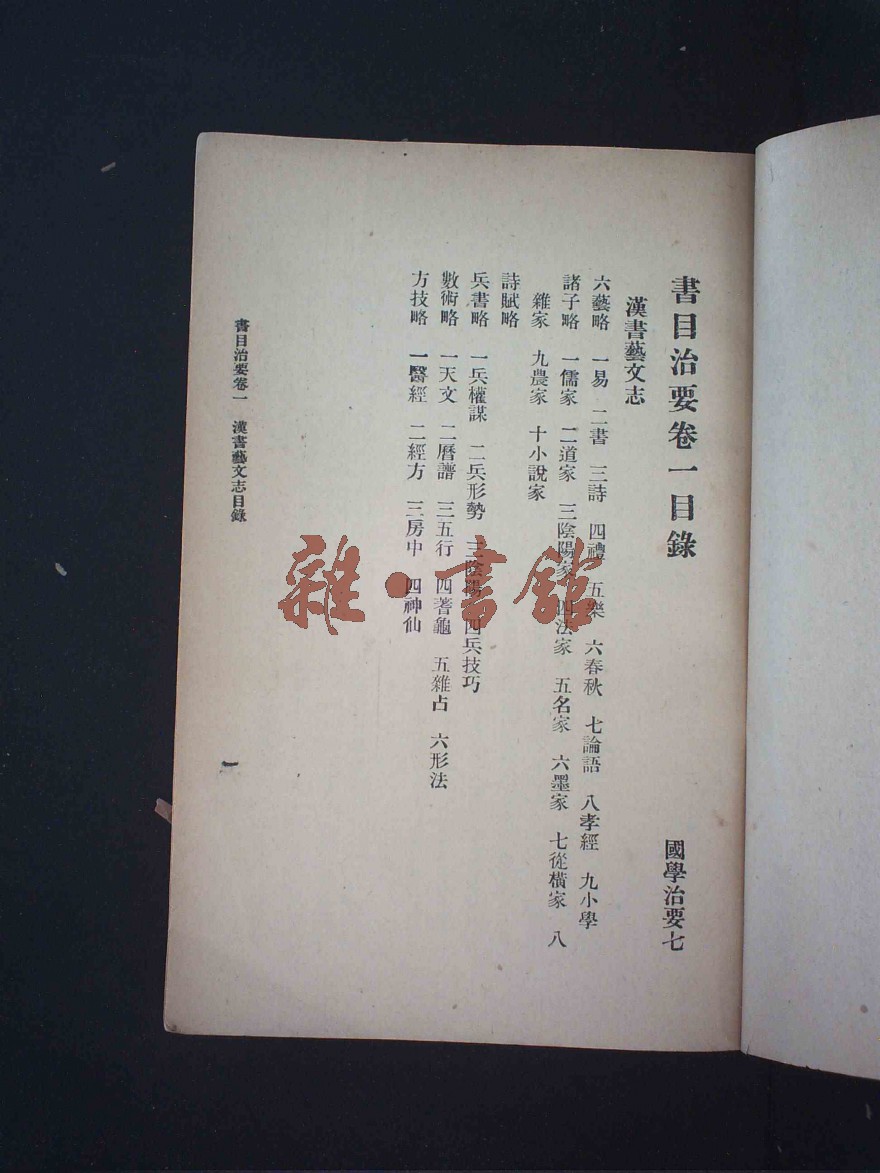 書目治要卷一目錄 國學治要七
漢書藝文志
六藝略 一易 二書 三詩 四禮 五樂 六春秋 七論語 八孝經 九小學
諸子略 一儒家 二道家 三陰陽家 四法家 五名家 六墨家 七從橫家 八
雜家 九農家 十小說家
詩賦略
兵書略 一兵權謀 二兵形勢 三陰陽 四兵技巧
數術略 一天文 二曆譜 三五行 四蓍龜 五雜占 六形法
方技略 一醫經 二經方 三房中 四神仙
書目治要卷一 漢書藝文志目錄
一
雜·書館